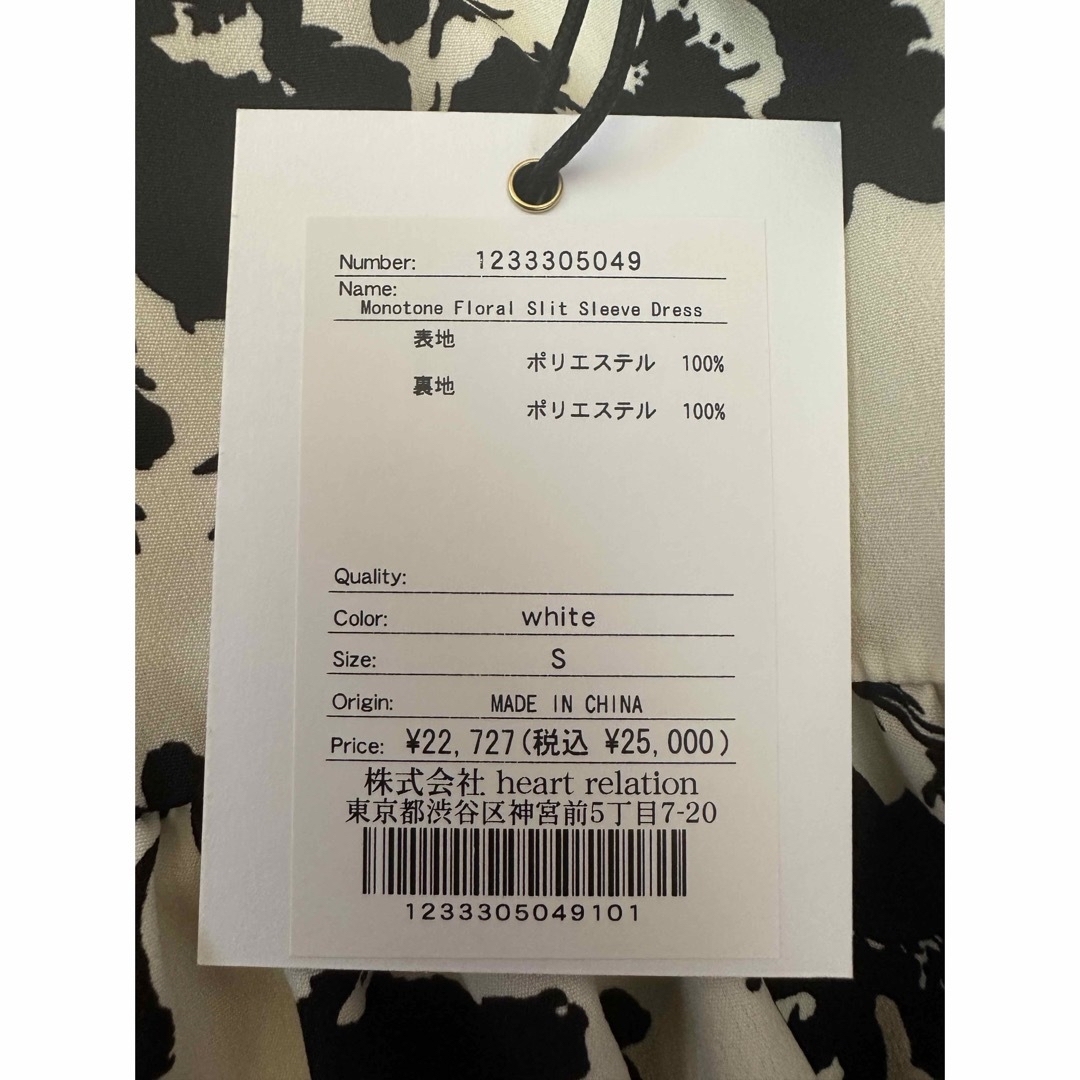 Number: 1233305049
Name:
Monotone Floral Slit Sleeve Dress
表地
ポリエステル 100%
裏地
ポリエステル 100%
Quality:
Color: white
Size: S
Origin: MADE IN CHINA
Price: ¥22,727(税込 ¥25,000)
株式会社 heart relation
東京都渋谷区神宮前5丁目7-20
1233305049101